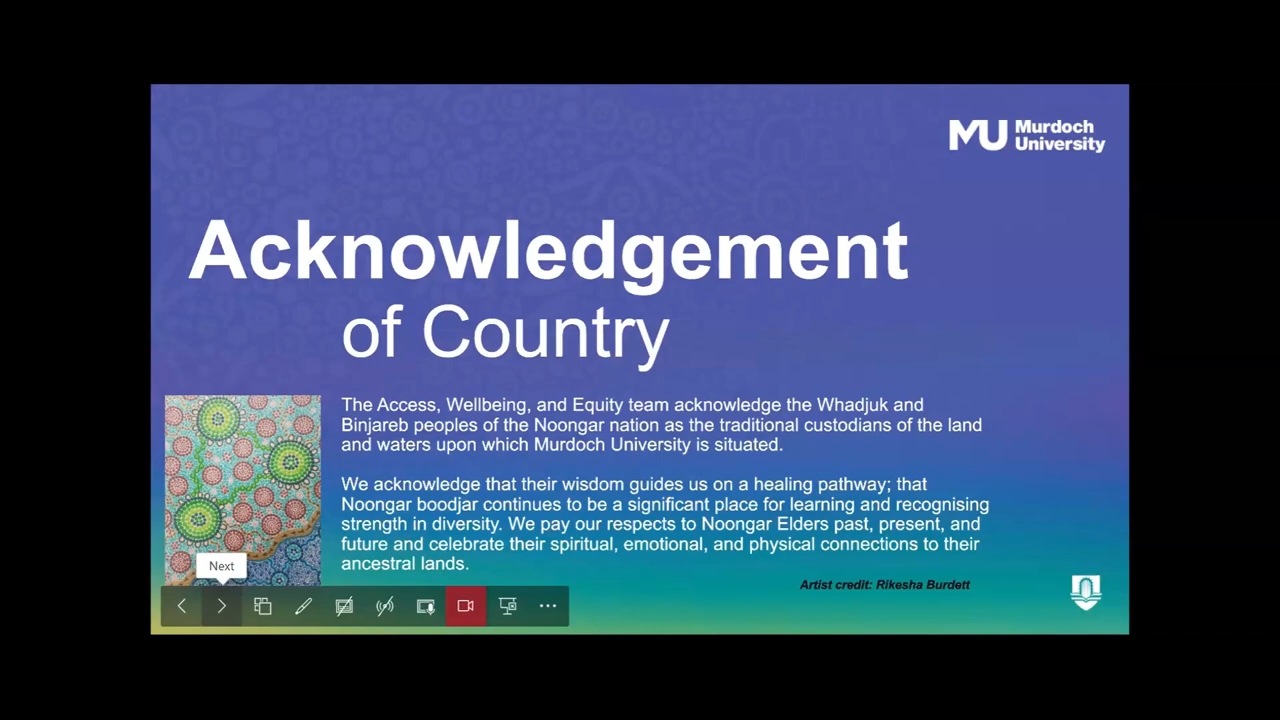 MU Murdoch
University
Acknowledgement
of Country
The Access, Wellbeing, and Equity team acknowledge the Whadjuk and
Binjareb peoples of the Noongar nation as the traditional custodians of the land
and waters upon which Murdoch University is situated.
We acknowledge that their wisdom guides us on a healing pathway; that
Noongar boodjar continues to be a significant place for learning and recognising
strength in diversity. We pay our respects to Noongar Elders past, present, and
future and celebrate their spiritual, emotional, and physical connections to their
ancestral lands.
Next
Artist credit: Rikesha Burdett